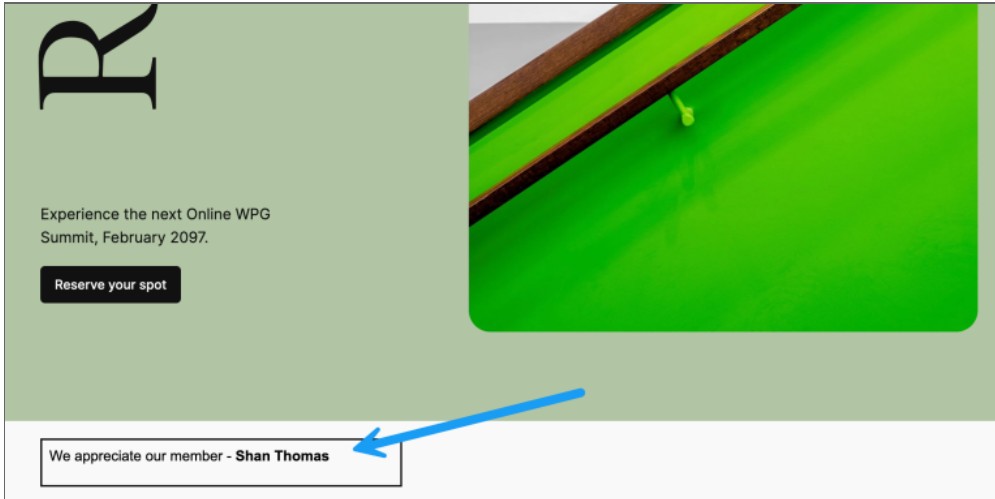 R
Experience the next Online WPG
Summit, February 2097.
Reserve your spot
We appreciate our member - Shan Thomas